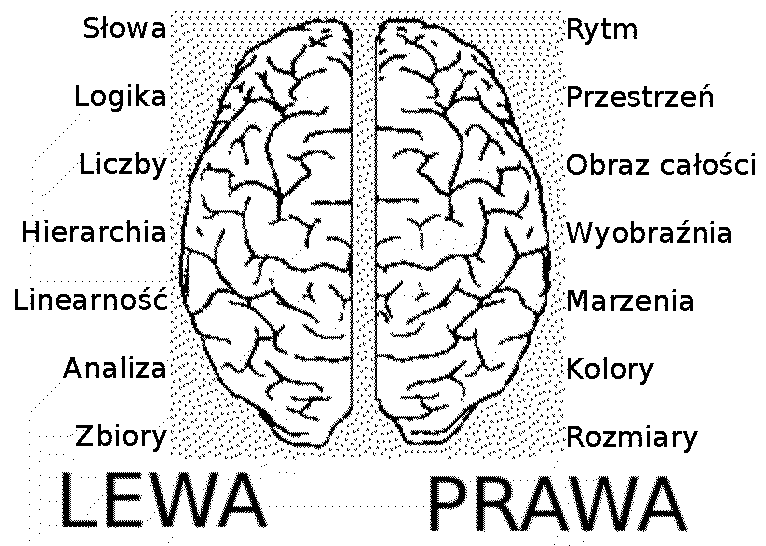 Słowa
Logika
Liczby
Hierarchia
Linearność
Analiza
Zbiory
LEWA
Rytm
Przestrzeń
Obraz całości
Wyobraźnia
Marzenia
Kolory
Rozmiary
PRAWA